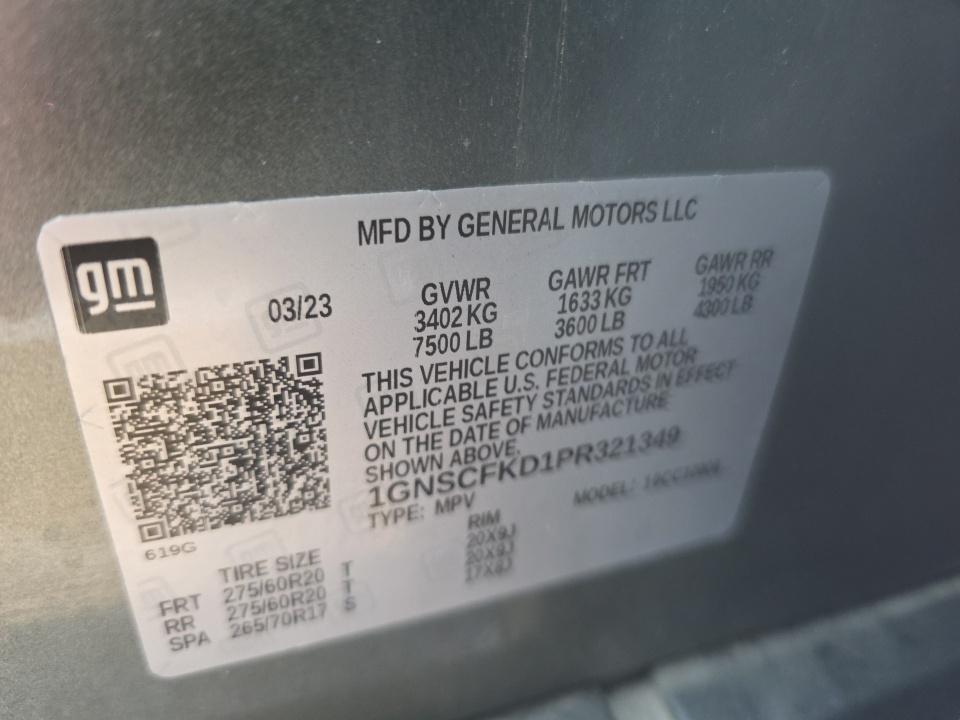 MFD BY GENERAL MOTORS LLC
gm
03/23
GVWR GAWR FRT GAWR RR
3402 KG 1633 KG 1950 KG
7500 LB 3600 LB 4300 LB
THIS VEHICLE CONFORMS TO ALL
APPLICABLE U.S. FEDERAL MOTOR
VEHICLE SAFETY STANDARDS IN EFFECT
ON THE DATE OF MANUFACTURE
SHOWN ABOVE.
1GNSCFKD1PR321349
TYPE: MPV MODEL:
619G
TIRE SIZE RIM
FRT 275/60R20 T 20X9J
RR 275/60R20 T 20X9J
SPA 265/70R17 S 17X8J